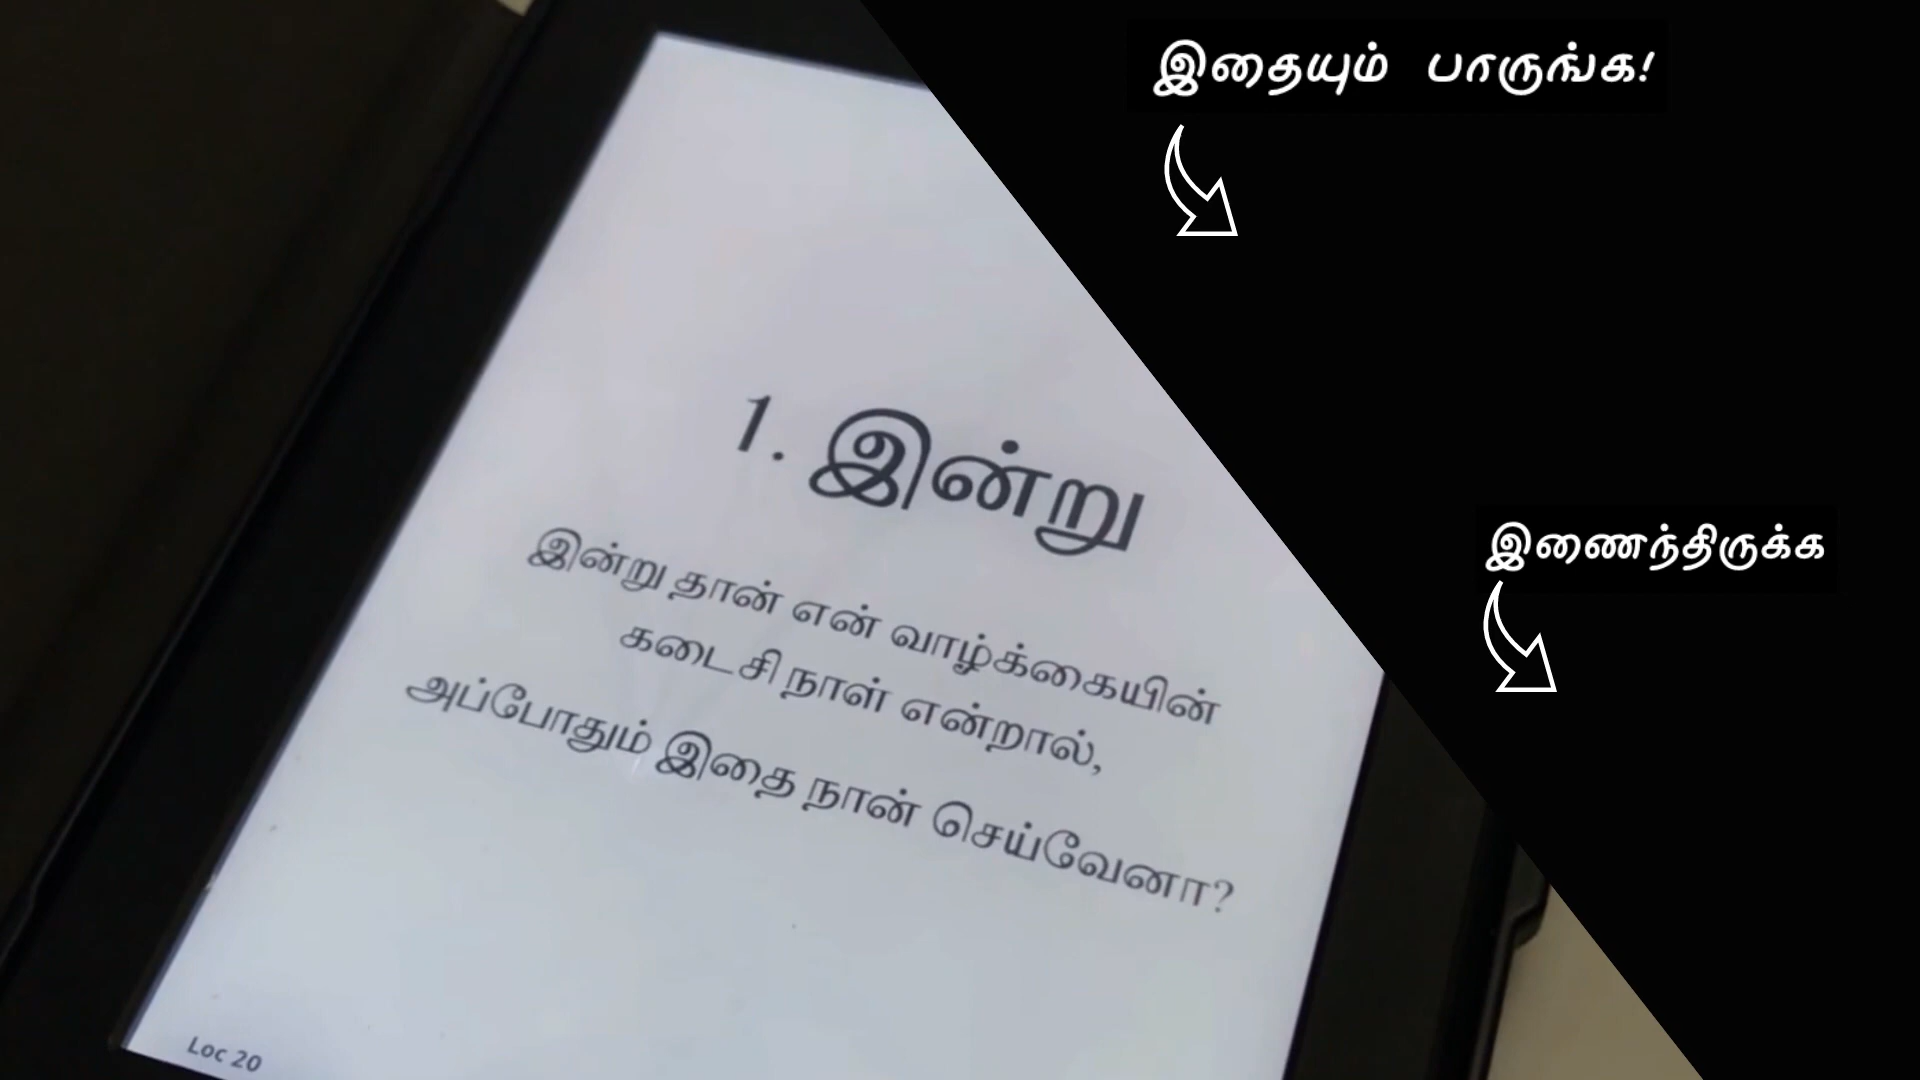 இதையும் பாருங்க!
1. இன்று
இன்று தான் என் வாழ்க்கையின்
கடைசி நாள் என்றால்,
அப்போதும் இதை நான் செய்வேனா?
Loc 20
இணைந்திருக்க